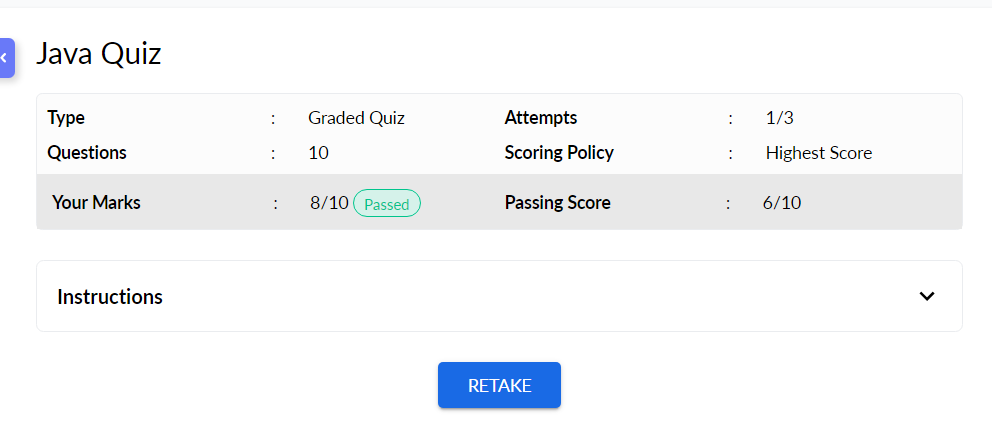 Java Quiz
Type : Graded Quiz Attempts : 1/3
Questions : 10 Scoring Policy : Highest Score
Your Marks : 8/10 Passed Passing Score : 6/10
Instructions
RETAKE